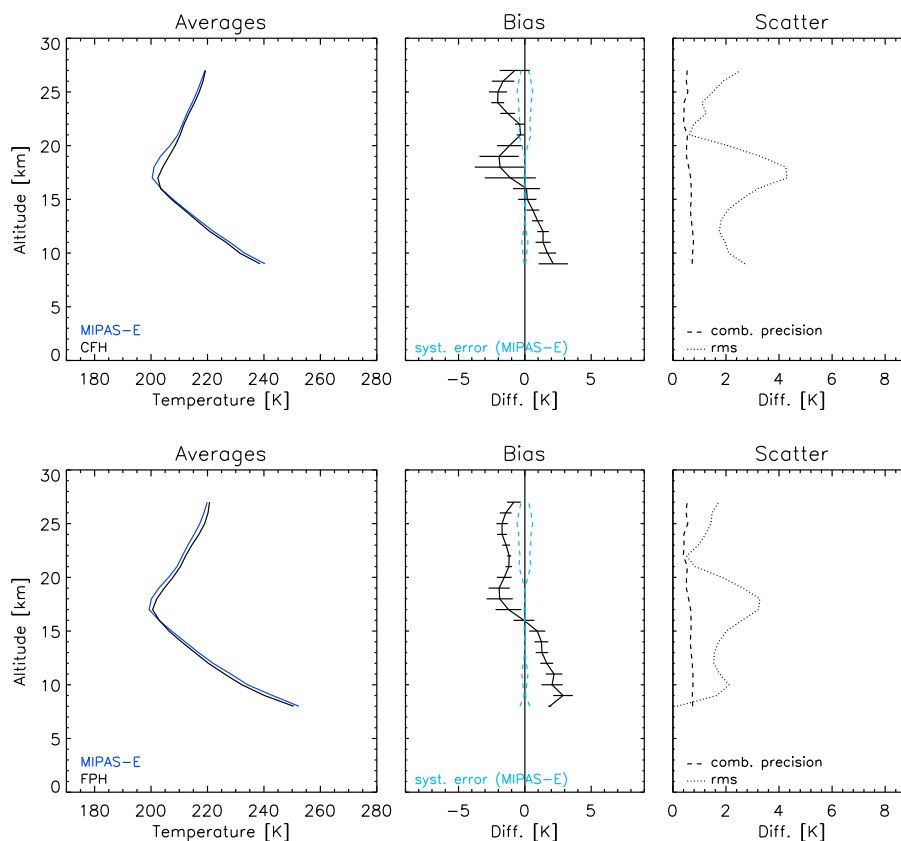 Averages
Bias
Scatter
30
25
20
15
10
5
0
Altitude [km]
MIPAS-E
CFH
180 200 220 240 260 280
Temperature [K]
syst. error (MIPAS-E)
-5 0 5
Diff. [K]
comb. precision
rms
0 2 4 6 8
Diff. [K]
Averages
Bias
Scatter
30
25
20
15
10
5
0
Altitude [km]
MIPAS-E
FPH
180 200 220 240 260 280
Temperature [K]
syst. error (MIPAS-E)
-5 0 5
Diff. [K]
comb. precision
rms
0 2 4 6 8
Diff. [K]